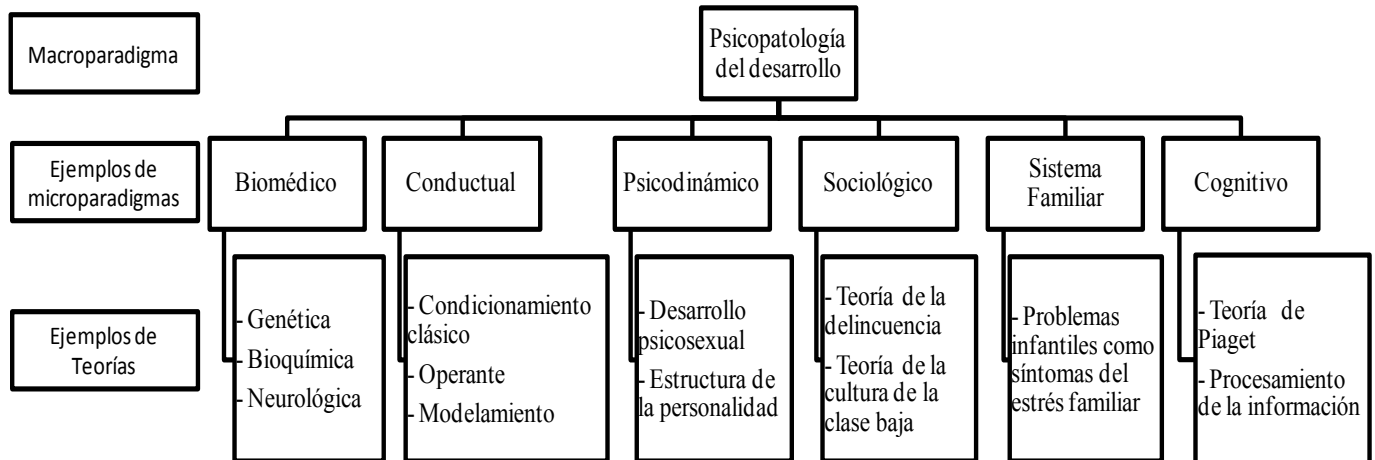 Macroparadigma
Psicopatología
del desarrollo
Ejemplos de
microparadigmas
Biomédico
Conductual
Psicodinámico
Sociológico
Sistema
Familiar
Cognitivo
Ejemplos de
Teorías
- Genética
- Bioquímica
- Neurológica
- Condicionamiento
clásico
- Operante
- Modelamiento
- Desarrollo
psicosexual
- Estructura de
la personalidad
- Teoría de la
delincuencia
- Teoría de la
cultura de la
clase baja
- Problemas
infantiles como
síntomas del
estrés familiar
- Teoría de
Piaget
- Procesamiento
de la información